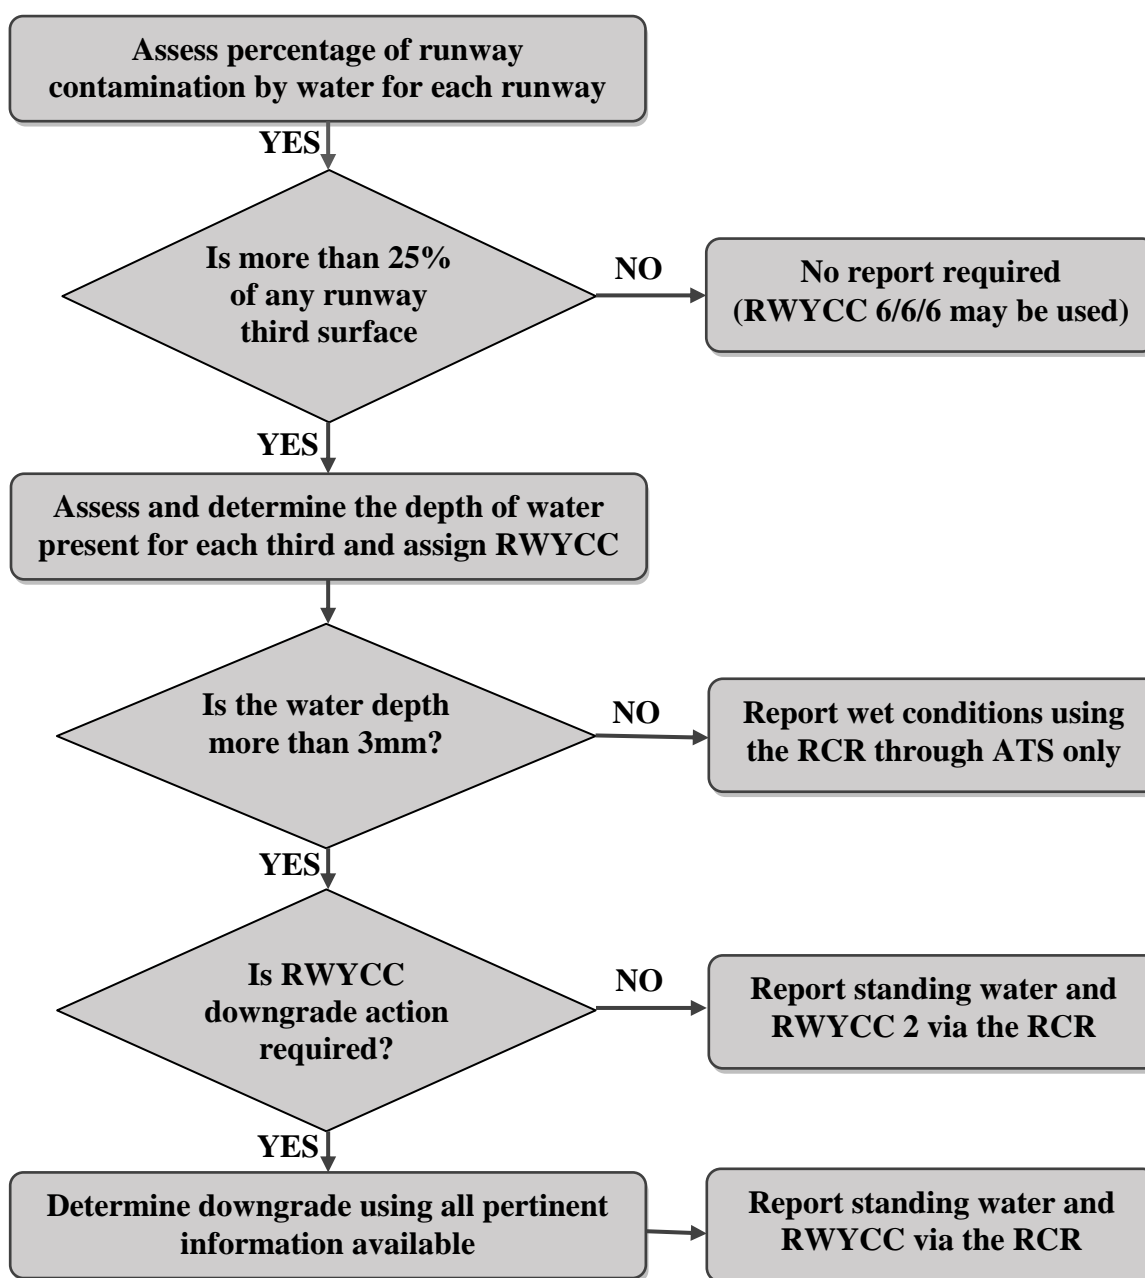 Assess percentage of runway
contamination by water for each runway
YES
Is more than 25%
of any runway
third surface
NO
No report required
(RWYCC 6/6/6 may be used)
YES
Assess and determine the depth of water
present for each third and assign RWYCC
Is the water depth
more than 3mm?
NO
Report wet conditions using
the RCR through ATS only
YES
Is RWYCC
downgrade action
required?
NO
Report standing water and
RWYCC 2 via the RCR
YES
Determine downgrade using all pertinent
information available
Report standing water and
RWYCC via the RCR